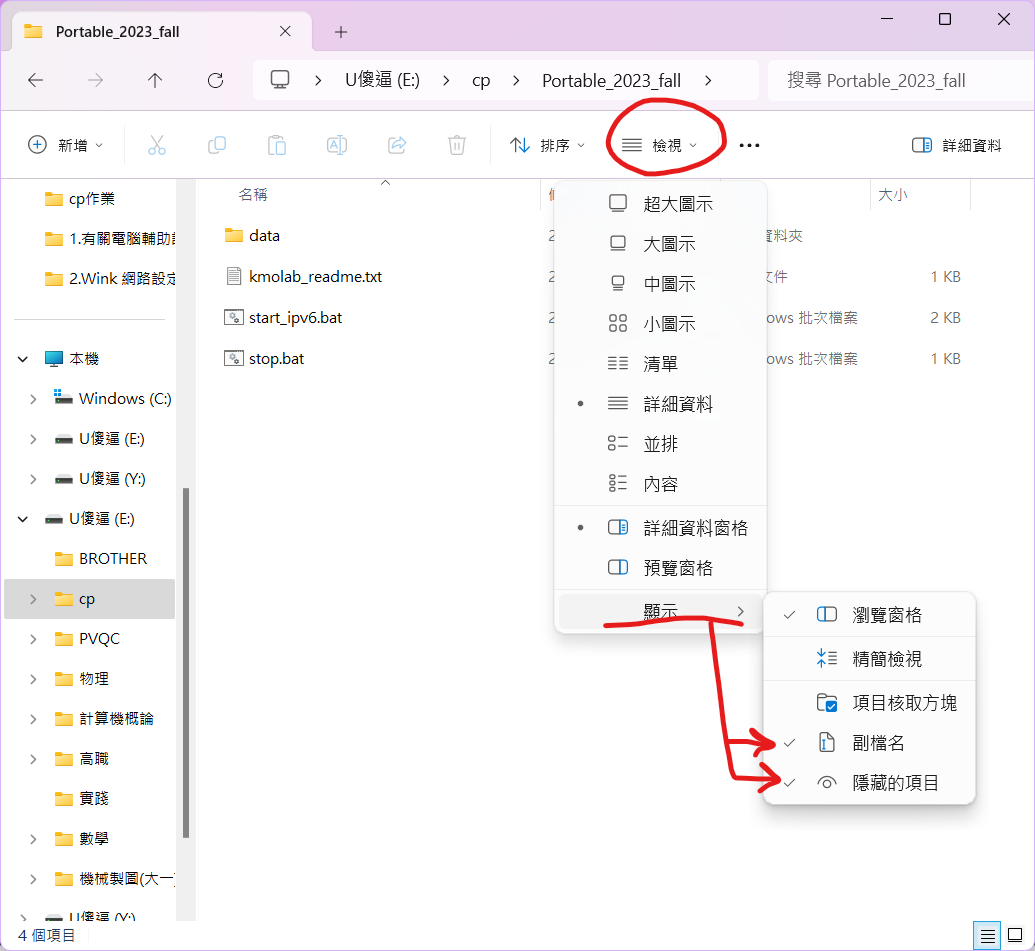 Portable_2023_fall
U傻逼 (E:) cp Portable_2023_fall
搜尋 Portable_2023_fall
新增 排序 檢視 詳細資料
cp作業
1.有關電腦輔助
2.Wink 網路設定
本機
Windows (C:)
U傻逼 (E:)
U傻逼 (Y:)
U傻逼 (E:)
BROTHER
cp
PVQC
物理
計算機概論
高職
實踐
數學
機械製圖(大一
U傻逼 (Y:)
名稱 大小
data 資料夾
kmolab_readme.txt 文件 1 KB
start_ipv6.bat ows 批次檔案 2 KB
stop.bat ows 批次檔案 1 KB
超大圖示
大圖示
中圖示
小圖示
清單
詳細資料
並排
內容
詳細資料窗格
預覽窗格
顯示
瀏覽窗格
精簡檢視
項目核取方塊
副檔名
隱藏的項目
4 個項目